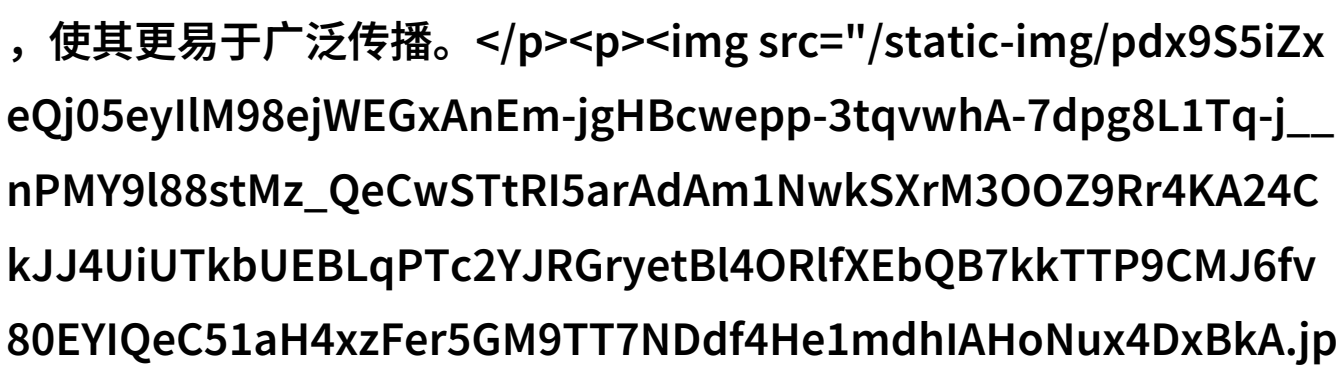 ，使其更易于广泛传播。</p><p><img src="/static-img/pdx9S5iZx
eQj05eyIlM98ejWEGxAnEm-jgHBcwepp-3tqvwhA-7dpg8L1Tq-j__
nPMY9l88stMz_QeCwSTtRI5arAdAm1NwkSXrM3OOZ9Rr4KA24C
kJJ4UiUTkbUEBLqPTc2YJRGryetBl4ORlfXEbQB7kkTTP9CMJ6fv
80EYIQeC51aH4xzFer5GM9TT7NDdf4He1mdhIAHoNux4DxBkA.jp